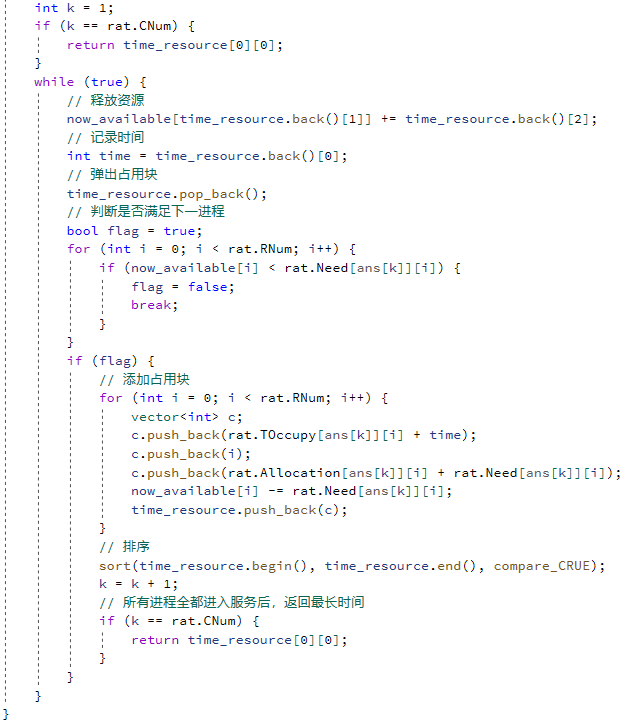 int k = 1;
if (k == rat.CNum) {
return time_resource[0][0];
}
while (true) {
// 释放资源
now_available[time_resource.back()[1]] += time_resource.back()[2];
// 记录时间
int time = time_resource.back()[0];
// 弹出占用块
time_resource.pop_back();
// 判断是否满足下一进程
bool flag = true;
for (int i = 0; i < rat.RNum; i++) {
if (now_available[i] < rat.Need[ans[k]][i]) {
flag = false;
break;
}
}
if (flag) {
// 添加占用块
for (int i = 0; i < rat.RNum; i++) {
vector<int> c;
c.push_back(rat.TOccupy[ans[k]][i] + time);
c.push_back(i);
c.push_back(rat.Allocation[ans[k]][i] + rat.Need[ans[k]][i]);
now_available[i] -= rat.Need[ans[k]][i];
time_resource.push_back(c);
}
// 排序
sort(time_resource.begin(), time_resource.end(), compare_CRUE);
k = k + 1;
// 所有进程全都进入服务后，返回最长时间
if (k == rat.CNum) {
return time_resource[0][0];
}
}
}
}